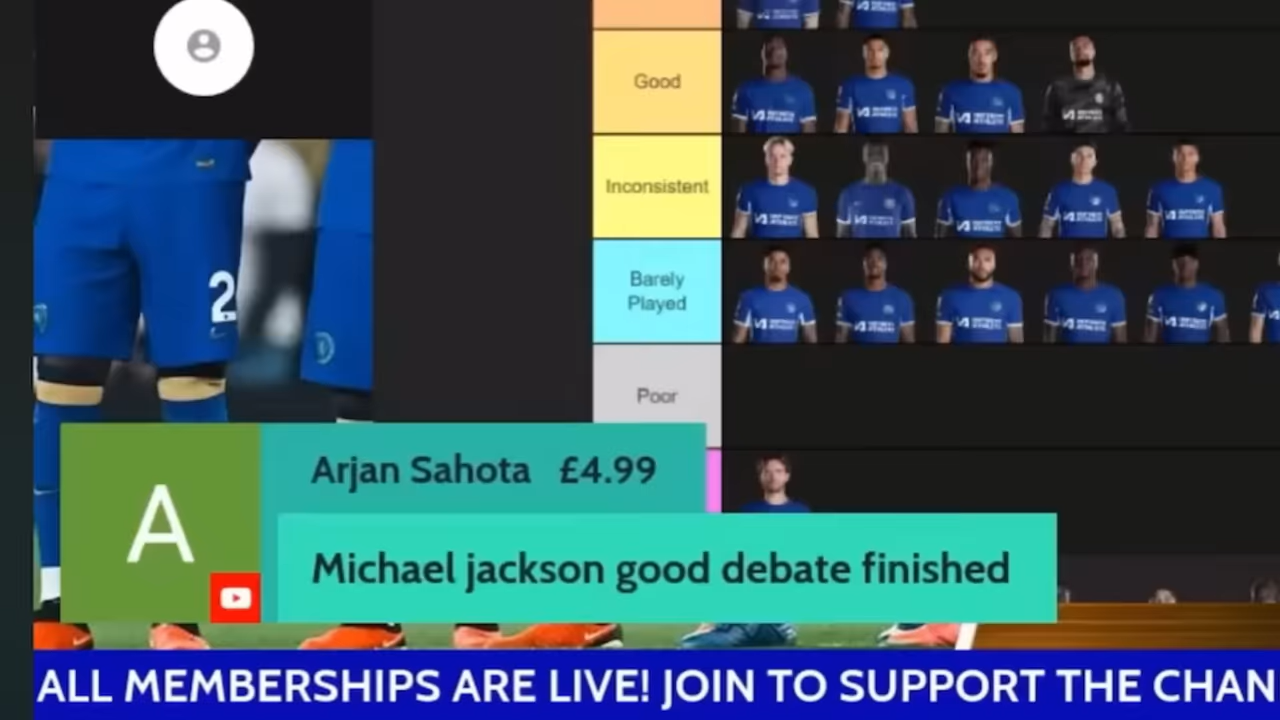 Good
Inconsistent
Barely
Played
Poor
2
Arjan Sahota £4.99
A
Michael jackson good debate finished
ALL MEMBERSHIPS ARE LIVE! JOIN TO SUPPORT THE CHAN